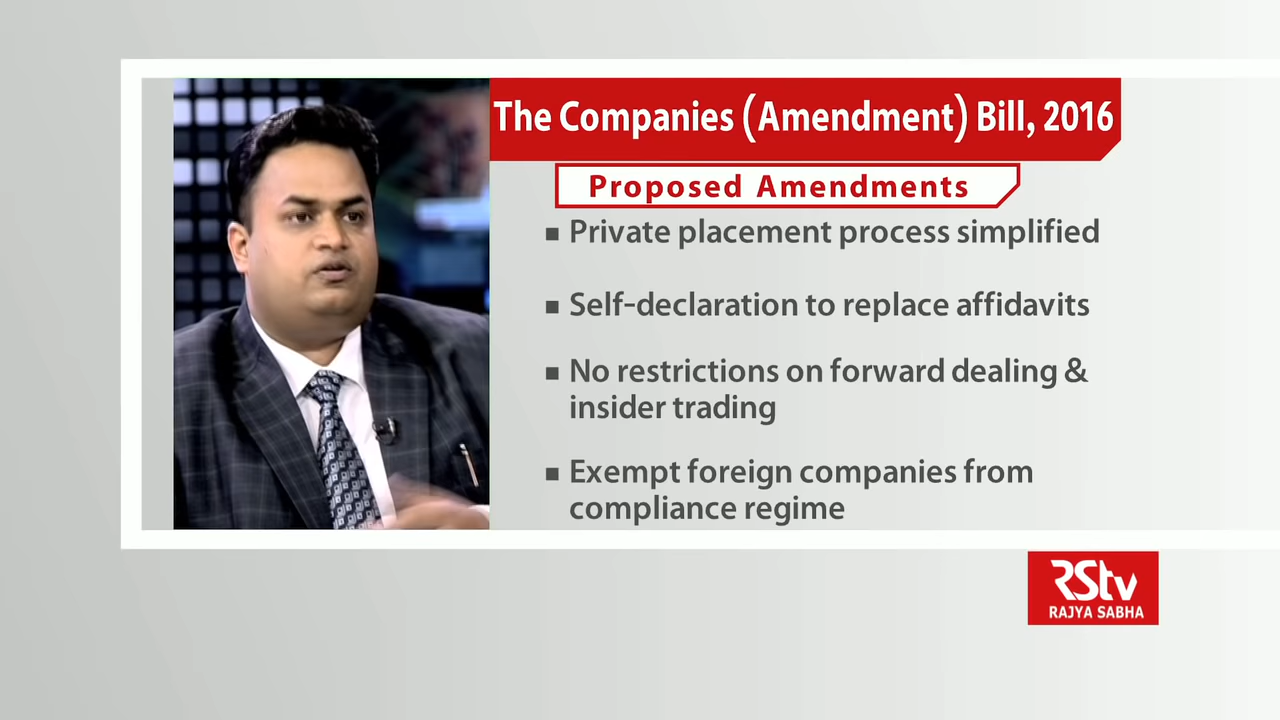 The Companies (Amendment) Bill, 2016
Proposed Amendments
▪ Private placement process simplified
▪ Self-declaration to replace affidavits
▪ No restrictions on forward dealing &
insider trading
▪ Exempt foreign companies from
compliance regime
RSTV
RAJYA SABHA